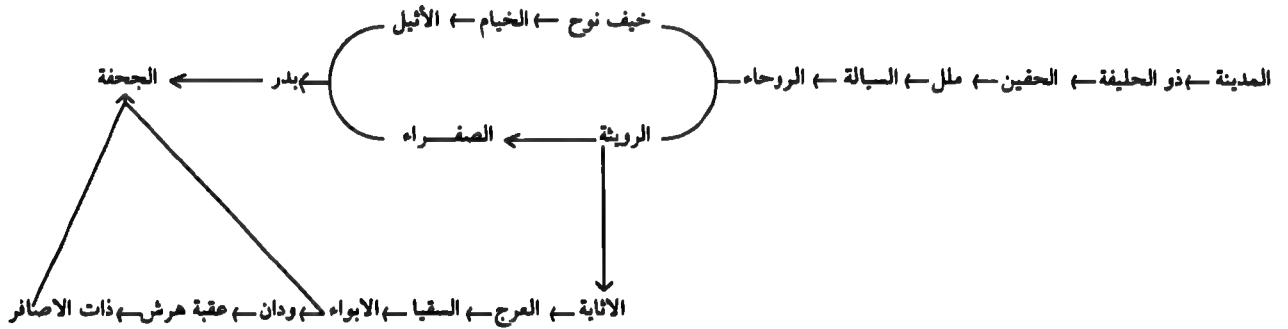 خيف نوح ← الخيام ← الأثيل
المدينة ← ذو الحليفة ← الحفين ← ملل ← السيالة ← الروحاء
بدر ← الجحفة
الرويثة ← الصفـــراء
الاثاية ← العرج ← السقيا ← الابواء ← ودان ← عقبة هرش ← ذات الاصافر